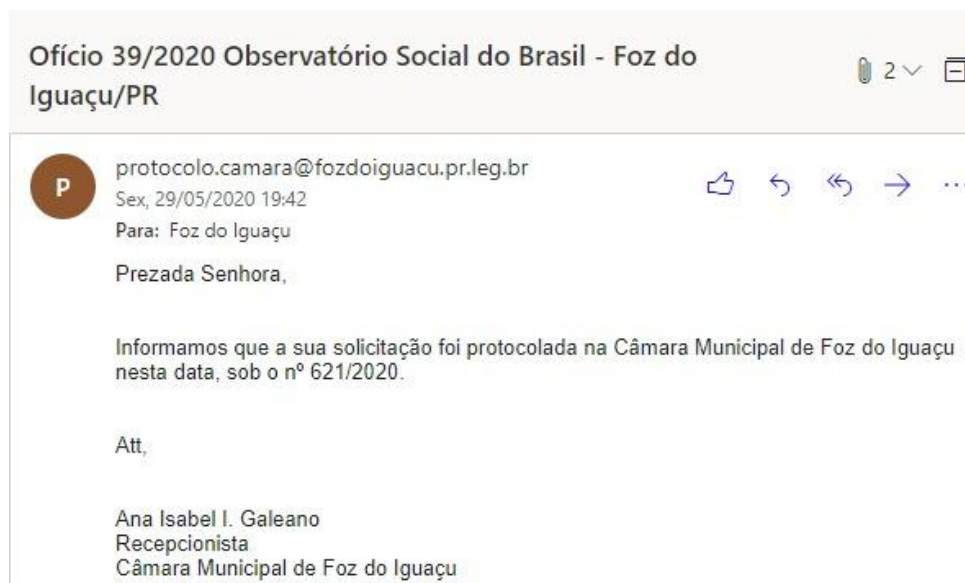 Ofício 39/2020 Observatório Social do Brasil - Foz do
Iguaçu/PR
2
P
protocolo.camara@fozdoiguacu.pr.leg.br
Sex, 29/05/2020 19:42
Para: Foz do Iguaçu
Prezada Senhora,
Informamos que a sua solicitação foi protocolada na Câmara Municipal de Foz do Iguaçu
nesta data, sob o nº 621/2020.
Att,
Ana Isabel I. Galeano
Recepcionista
Câmara Municipal de Foz do Iguaçu